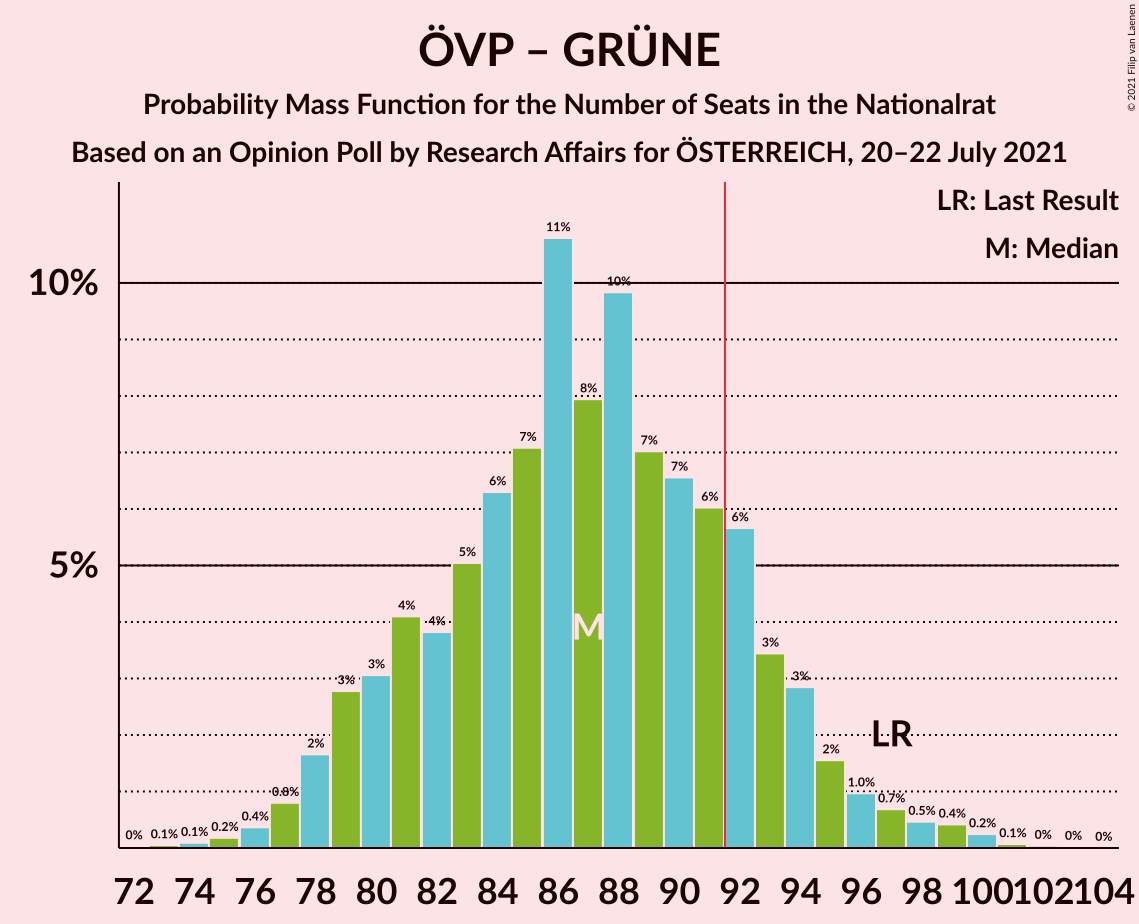 ÖVP – GRÜNE
Probability Mass Function for the Number of Seats in the Nationalrat
Based on an Opinion Poll by Research Affairs for ÖSTERREICH, 20–22 July 2021
© 2021 Filip van Laenen
LR: Last Result
M: Median
10%
5%
0% 0.1% 0.1% 0.2% 0.4% 0.8% 2% 3% 3% 4% 4% 5% 6% 7% 11% 8% 10% 7% 7% 6% 6% 3% 3% 2% 1.0% 0.7% 0.5% 0.4% 0.2% 0.1% 0% 0% 0%
M
LR
72 74 76 78 80 82 84 86 88 90 92 94 96 98 100 102 104